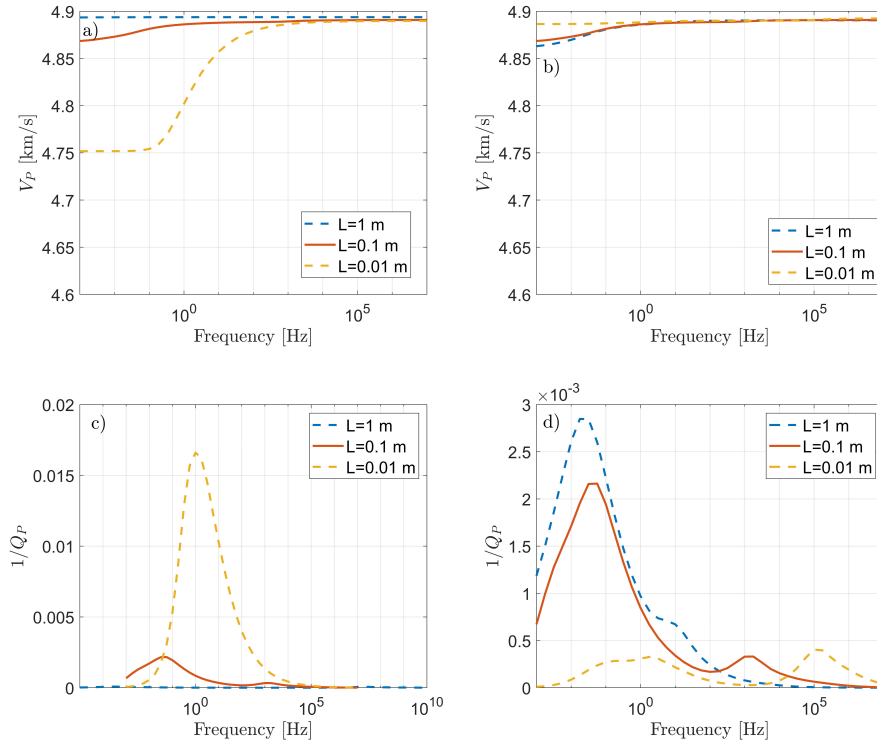 4.9
a)
4.85
4.8
4.75
4.7
4.65
4.6
V_P [km/s]
L=1 m
L=0.1 m
L=0.01 m
10^0
10^5
Frequency [Hz]
4.9
b)
4.85
4.8
4.75
4.7
4.65
4.6
V_P [km/s]
L=1 m
L=0.1 m
L=0.01 m
10^0
10^5
Frequency [Hz]
0.02
c)
0.015
0.01
0.005
0
1/Q_P
L=1 m
L=0.1 m
L=0.01 m
10^0
10^5
10^10
Frequency [Hz]
×10^-3
3
d)
2.5
2
1.5
1
0.5
0
1/Q_P
L=1 m
L=0.1 m
L=0.01 m
10^0
10^5
Frequency [Hz]